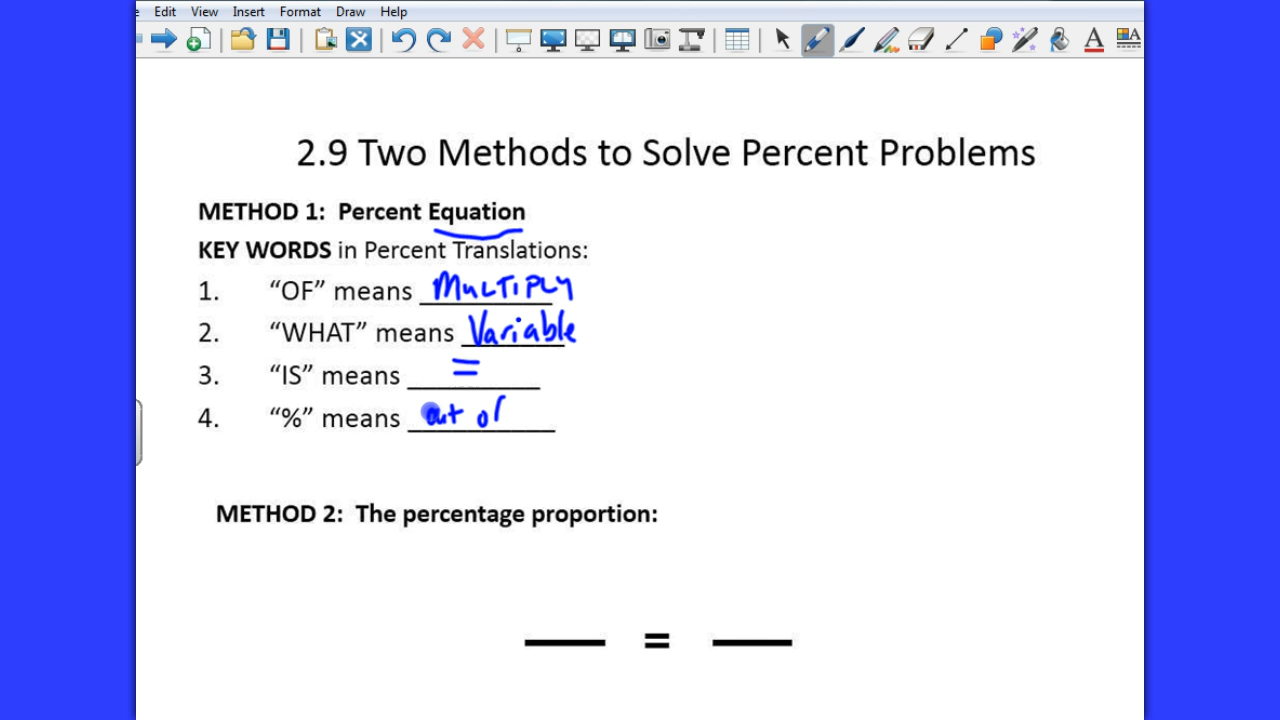 Edit View Insert Format Draw Help
2.9 Two Methods to Solve Percent Problems
METHOD 1: Percent Equation
KEY WORDS in Percent Translations:
1. “OF” means MULTIPLY
2. “WHAT” means Variable
3. “IS” means =
4. “%” means out of
METHOD 2: The percentage proportion:
=